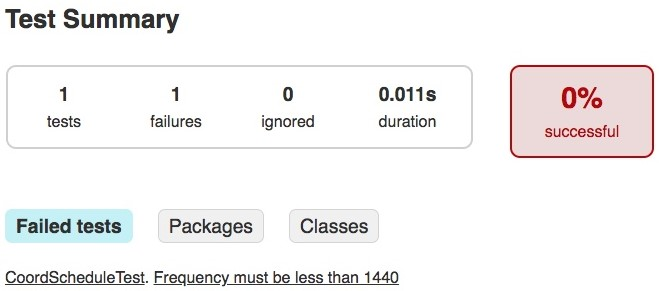 Test Summary
1 1 0 0.011s
tests failures ignored duration
0%
successful
Failed tests Packages Classes
CoordScheduleTest. Frequency must be less than 1440